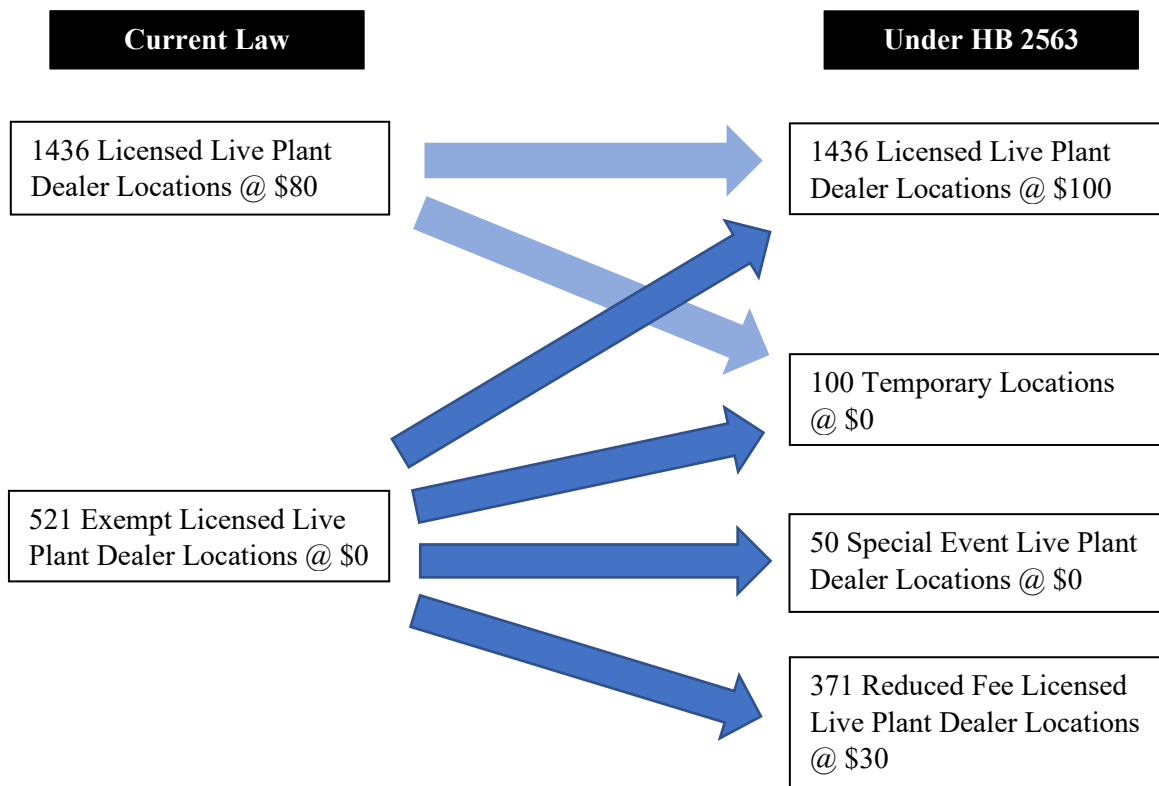 Current Law
Under HB 2563
1436 Licensed Live Plant
Dealer Locations @ $80
1436 Licensed Live Plant
Dealer Locations @ $100
100 Temporary Locations
@ $0
521 Exempt Licensed Live
Plant Dealer Locations @ $0
50 Special Event Live Plant
Dealer Locations @ $0
371 Reduced Fee Licensed
Live Plant Dealer Locations
@ $30